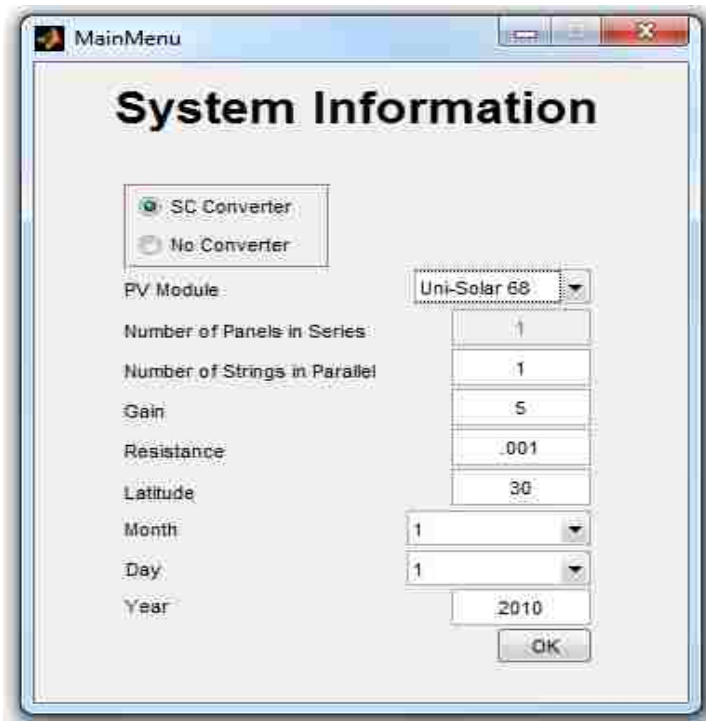 MainMenu
System Information
SC Converter
No Converter
PV Module Uni-Solar 68
Number of Panels in Series 1
Number of Strings in Parallel 1
Gain 5
Resistance .001
Latitude 30
Month 1
Day 1
Year 2010
OK